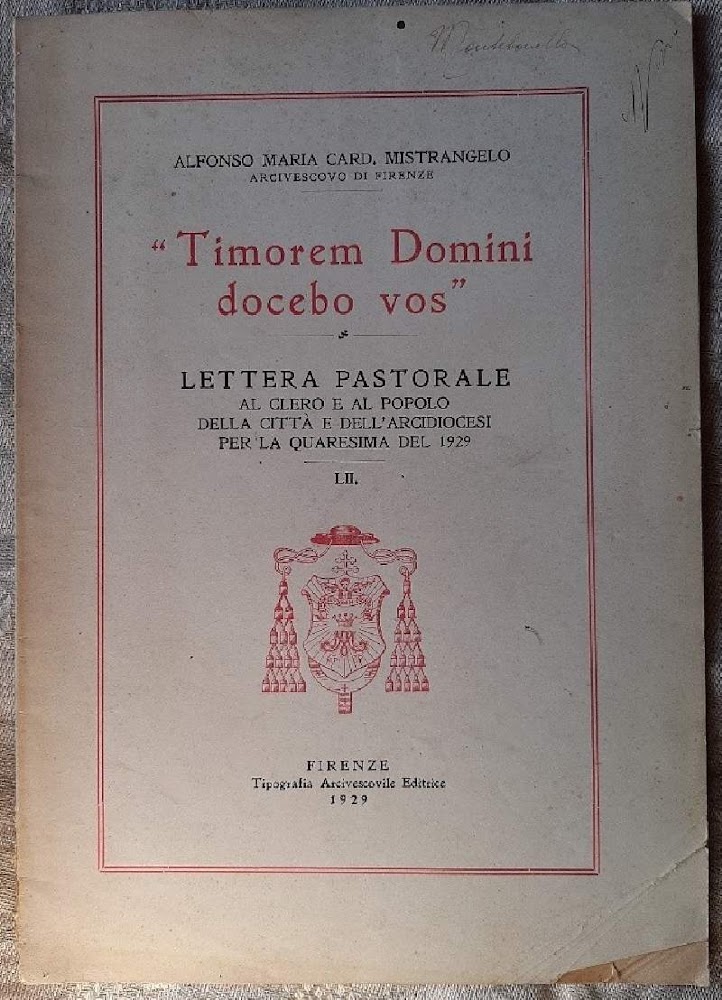 ALFONSO MARIA CARD. MISTRANGELO
ARCIVESCOVO DI FIRENZE
“Timorem Domini
docebo vos”
LETTERA PASTORALE
AL CLERO E AL POPOLO
DELLA CITTÀ E DELL'ARCIDIOCESI
PER LA QUARESIMA DEL 1929
LII.
FIRENZE
Tipografia Arcivescovile Editrice
1929